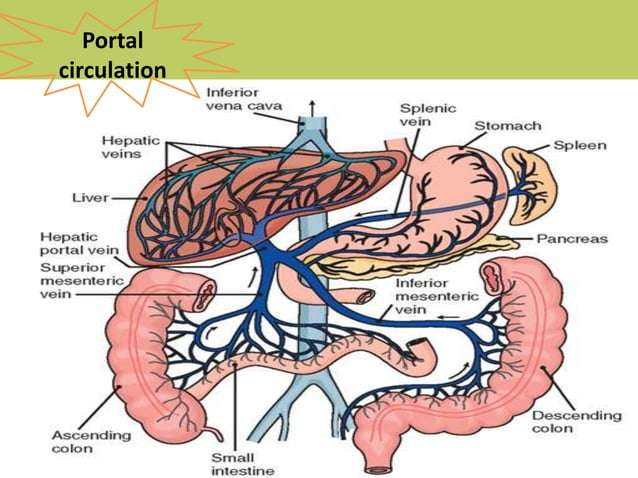 Portal
circulation
Inferior
vena cava
Splenic
vein
Stomach
Hepatic
veins
Spleen
Liver
Hepatic
portal vein
Pancreas
Superior
mesenteric
vein
Inferior
mesenteric
vein
Ascending
colon
Small
intestine
Descending
colon